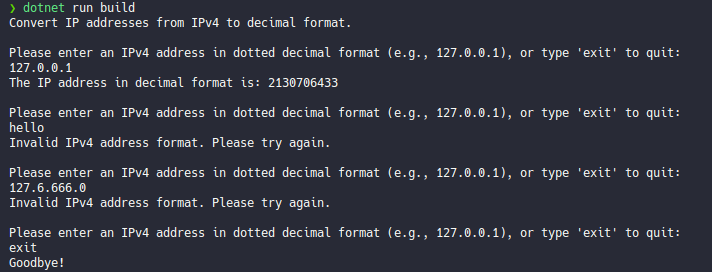 ❯ dotnet run build
Convert IP addresses from IPv4 to decimal format.
Please enter an IPv4 address in dotted decimal format (e.g., 127.0.0.1), or type 'exit' to quit:
127.0.0.1
The IP address in decimal format is: 2130706433
Please enter an IPv4 address in dotted decimal format (e.g., 127.0.0.1), or type 'exit' to quit:
hello
Invalid IPv4 address format. Please try again.
Please enter an IPv4 address in dotted decimal format (e.g., 127.0.0.1), or type 'exit' to quit:
127.6.666.0
Invalid IPv4 address format. Please try again.
Please enter an IPv4 address in dotted decimal format (e.g., 127.0.0.1), or type 'exit' to quit:
exit
Goodbye!